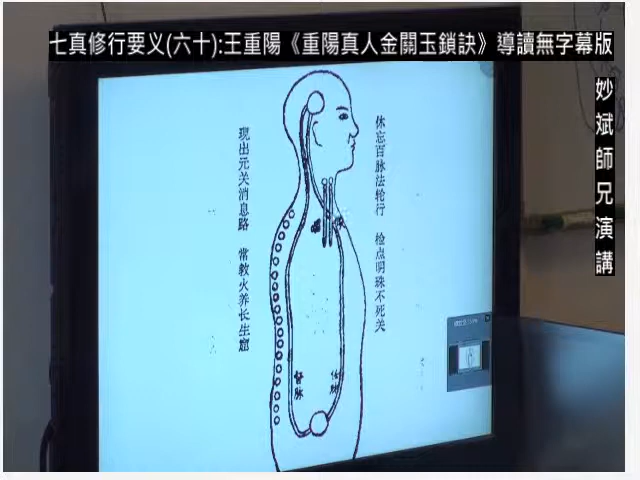 七真修行要义(六十):王重陽《重陽真人金關玉鎖訣》導讀無字幕版
妙斌師兄演講
休忘百脉法轮行 检点明珠不死关
现出元关消息路 常教火养长生窟
督脉
任脉